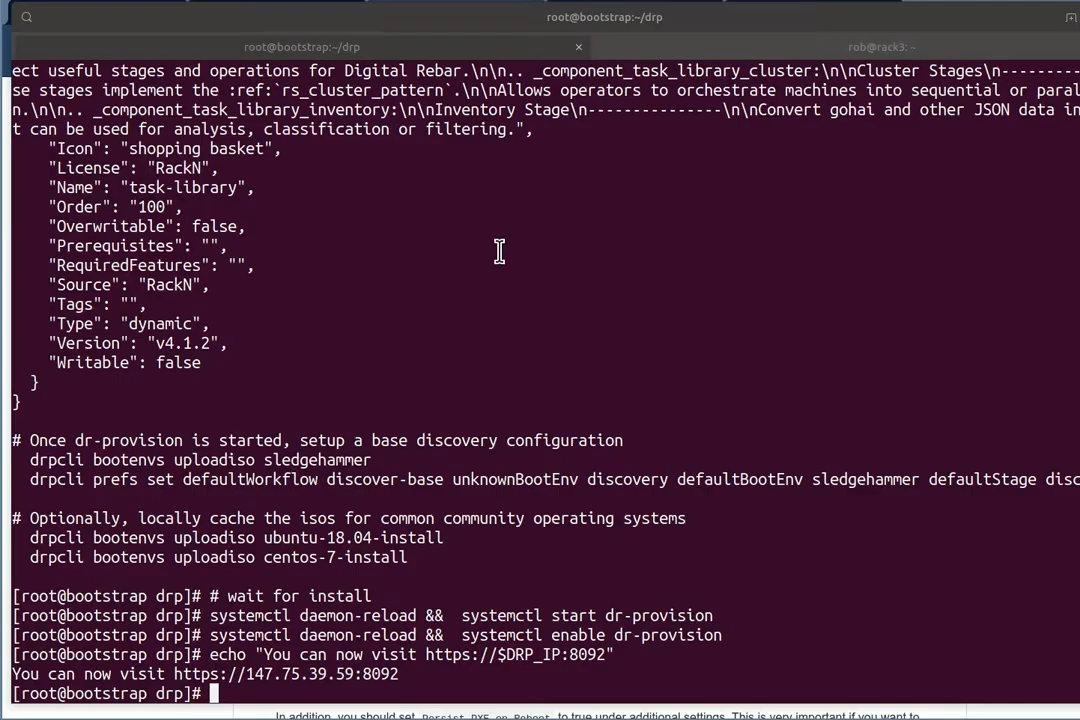 root@bootstrap:~/drp
root@bootstrap:~/drp × rob@rack3: ~
ect useful stages and operations for Digital Rebar.\n\n.. _component_task_library_cluster:\n\nCluster Stages\n---------
se stages implement the :ref:`rs_cluster_pattern`.\n\nAllows operators to orchestrate machines into sequential or paral
n.\n\n.. _component_task_library_inventory:\n\nInventory Stage\n---------------\n\nConvert gohai and other JSON data in
t can be used for analysis, classification or filtering.",
"Icon": "shopping basket",
"License": "RackN",
"Name": "task-library",
"Order": "100",
"Overwritable": false,
"Prerequisites": "",
"RequiredFeatures": "",
"Source": "RackN",
"Tags": "",
"Type": "dynamic",
"Version": "v4.1.2",
"Writable": false
}
}
# Once dr-provision is started, setup a base discovery configuration
drpcli bootenvs uploadiso sledgehammer
drpcli prefs set defaultWorkflow discover-base unknownBootEnv discovery defaultBootEnv sledgehammer defaultStage disc
# Optionally, locally cache the isos for common community operating systems
drpcli bootenvs uploadiso ubuntu-18.04-install
drpcli bootenvs uploadiso centos-7-install
[root@bootstrap drp]# # wait for install
[root@bootstrap drp]# systemctl daemon-reload &&  systemctl start dr-provision
[root@bootstrap drp]# systemctl daemon-reload &&  systemctl enable dr-provision
[root@bootstrap drp]# echo "You can now visit https://$DRP_IP:8092"
You can now visit https://147.75.39.59:8092
[root@bootstrap drp]#
In addition, you should set Persist PXE on Reboot to true under additional settings. This is very important if you want to